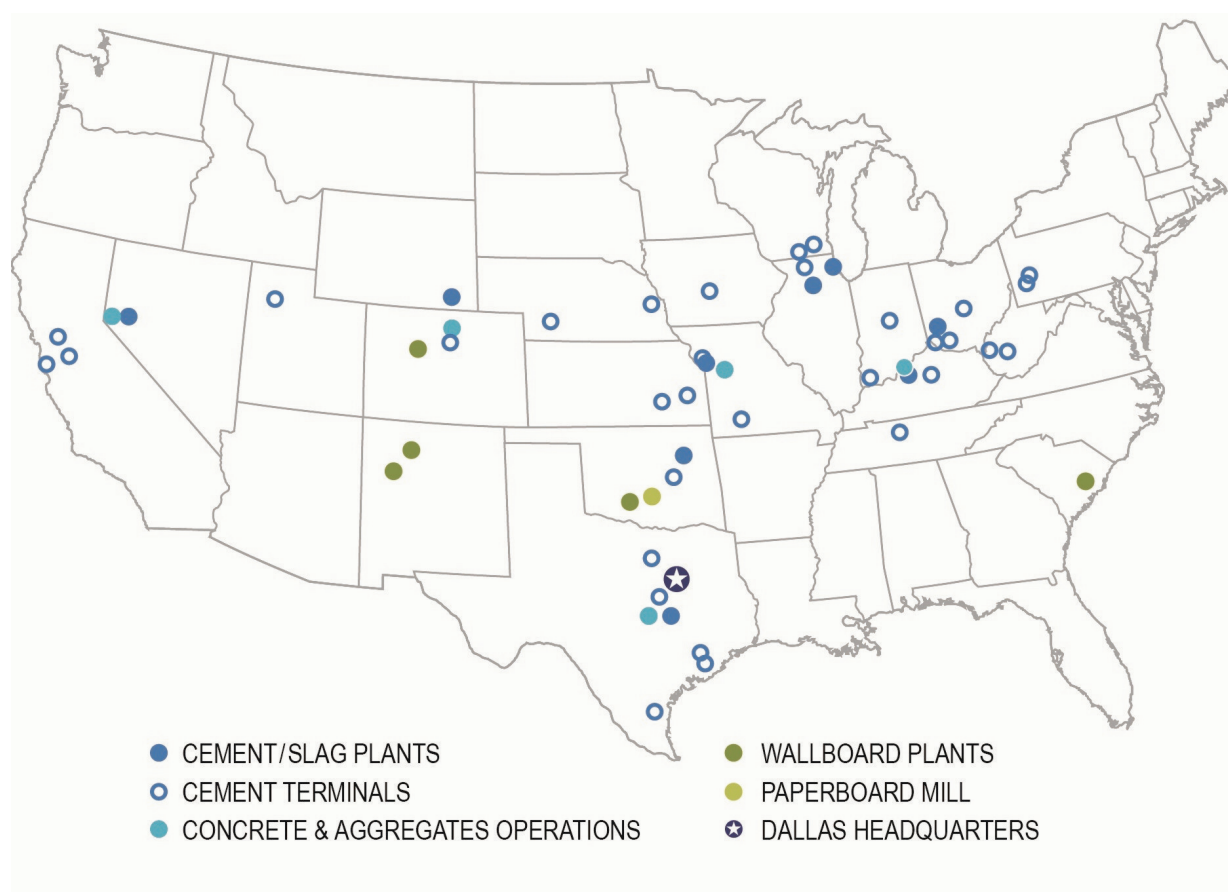 CEMENT/SLAG PLANTS
CEMENT TERMINALS
CONCRETE & AGGREGATES OPERATIONS
WALLBOARD PLANTS
PAPERBOARD MILL
DALLAS HEADQUARTERS